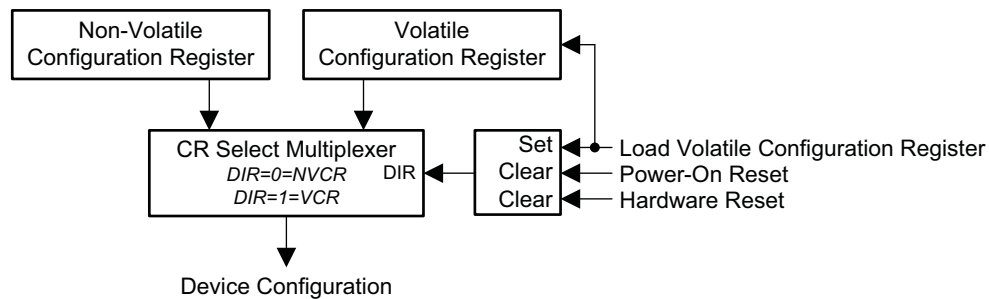 Non-Volatile
Configuration Register
Volatile
Configuration Register
CR Select Multiplexer
DIR=0=NVCR
DIR=1=VCR
DIR
Set
Clear
Clear
Load Volatile Configuration Register
Power-On Reset
Hardware Reset
Device Configuration